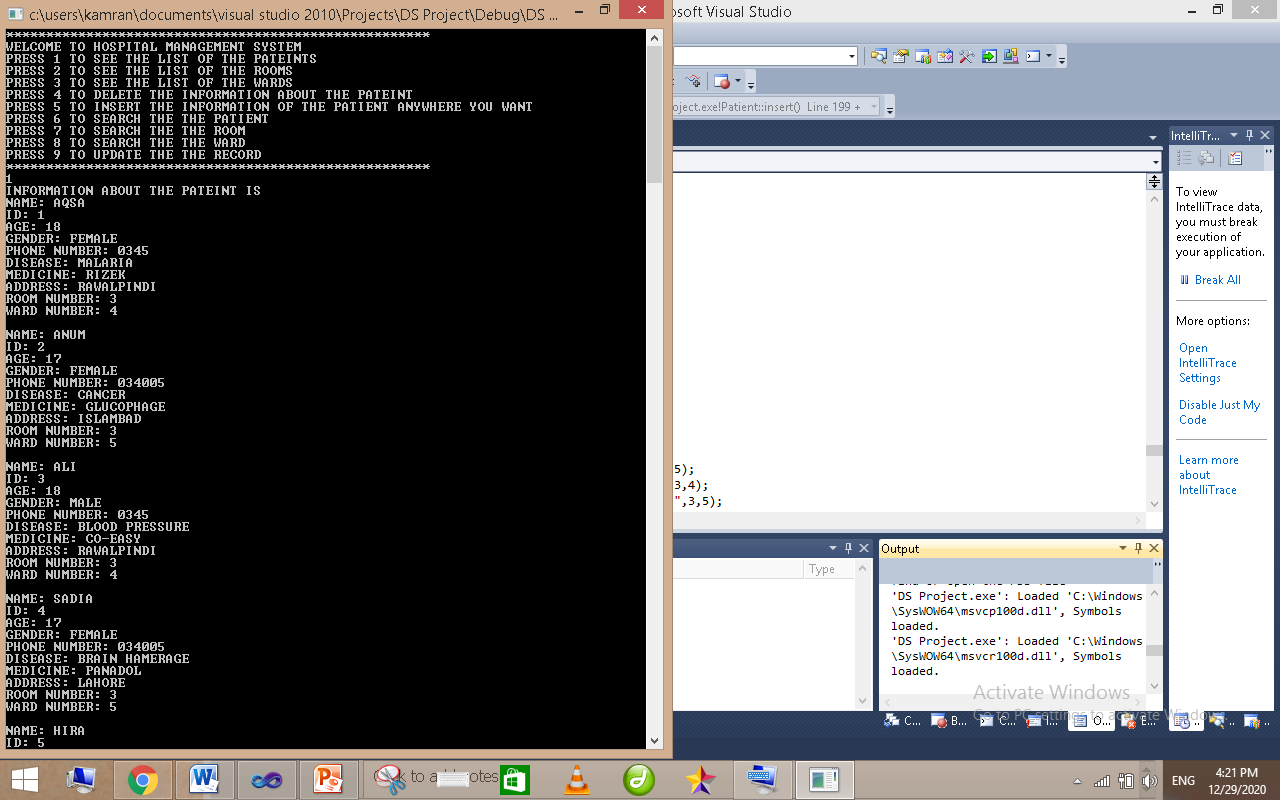 c:\users\kamran\documents\visual studio 2010\Projects\DS Project\Debug\DS ...
*****************************************************
WELCOME TO HOSPITAL MANAGEMENT SYSTEM
PRESS 1 TO SEE THE LIST OF THE PATEINTS
PRESS 2 TO SEE THE LIST OF THE ROOMS
PRESS 3 TO SEE THE LIST OF THE WARDS
PRESS 4 TO DELETE THE INFORMATION ABOUT THE PATEINT
PRESS 5 TO INSERT THE INFORMATION OF THE PATIENT ANYWHERE YOU WANT
PRESS 6 TO SEARCH THE THE PATIENT
PRESS 7 TO SEARCH THE THE ROOM
PRESS 8 TO SEARCH THE THE WARD
PRESS 9 TO UPDATE THE THE RECORD
*****************************************************
1
INFORMATION ABOUT THE PATEINT IS
NAME: AQSA
ID: 1
AGE: 18
GENDER: FEMALE
PHONE NUMBER: 0345
DISEASE: MALARIA
MEDICINE: RIZEK
ADDRESS: RAWALPINDI
ROOM NUMBER: 3
WARD NUMBER: 4
NAME: ANUM
ID: 2
AGE: 17
GENDER: FEMALE
PHONE NUMBER: 034005
DISEASE: CANCER
MEDICINE: GLUCOPHAGE
ADDRESS: ISLAMBAD
ROOM NUMBER: 3
WARD NUMBER: 5
NAME: ALI
ID: 3
AGE: 18
GENDER: MALE
PHONE NUMBER: 0345
DISEASE: BLOOD PRESSURE
MEDICINE: CO-EASY
ADDRESS: RAWALPINDI
ROOM NUMBER: 3
WARD NUMBER: 4
NAME: SADIA
ID: 4
AGE: 17
GENDER: FEMALE
PHONE NUMBER: 034005
DISEASE: BRAIN HAMERAGE
MEDICINE: PANADOL
ADDRESS: LAHORE
ROOM NUMBER: 3
WARD NUMBER: 5
NAME: HIRA
ID: 5
osoft Visual Studio
oject.exe!Patient::insert() Line 199 +
5);
3,4);
",3,5);
Type
Output
'DS Project.exe': Loaded 'C:\Windows
\SysWOW64\msvcp100d.dll', Symbols
loaded.
'DS Project.exe': Loaded 'C:\Windows
\SysWOW64\msvcr100d.dll', Symbols
loaded.
C...
B...
C...
I...
O...
E...
IntelliTr...
To view
IntelliTrace data,
you must break
execution of
your application.
Break All
More options:
Open
IntelliTrace
Settings
Disable Just My
Code
Learn more
about
IntelliTrace
Activate Windows
Go to PC settings to activate Windows.
to add notes
ENG
4:21 PM
12/29/2020